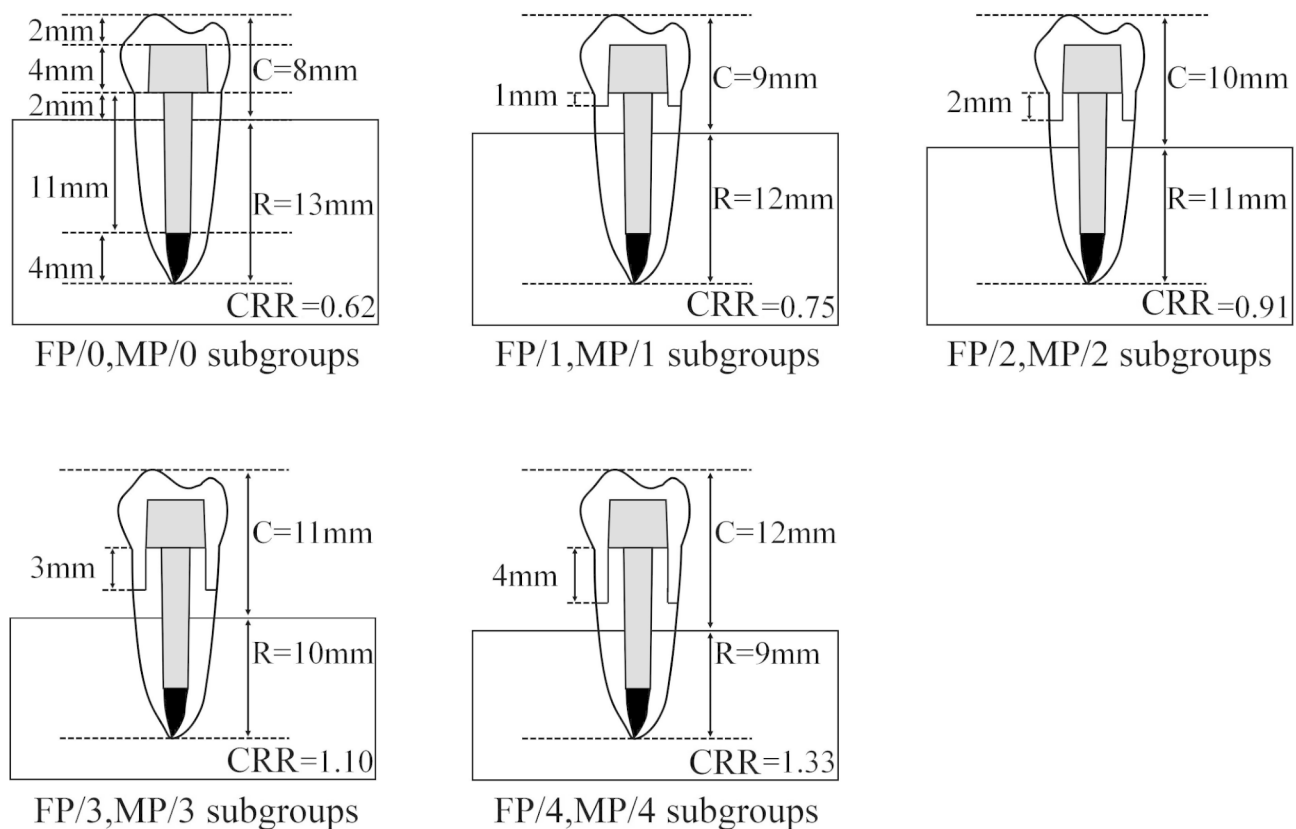 2mm
4mm
C=8mm
2mm
11mm
R=13mm
4mm
CRR=0.62
FP/0,MP/0 subgroups
C=9mm
1mm
R=12mm
CRR=0.75
FP/1,MP/1 subgroups
C=10mm
2mm
R=11mm
CRR=0.91
FP/2,MP/2 subgroups
C=11mm
3mm
R=10mm
CRR=1.10
FP/3,MP/3 subgroups
C=12mm
4mm
R=9mm
CRR=1.33
FP/4,MP/4 subgroups